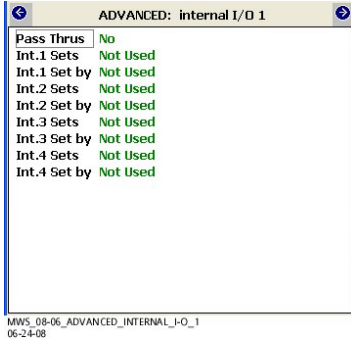 ADVANCED: internal I/O 1
Pass Thrus No
Int.1 Sets Not Used
Int.1 Set by Not Used
Int.2 Sets Not Used
Int.2 Set by Not Used
Int.3 Sets Not Used
Int.3 Set by Not Used
Int.4 Sets Not Used
Int.4 Set by Not Used
MWS_08-06_ADVANCED_INTERNAL_I-O_1
06-24-08